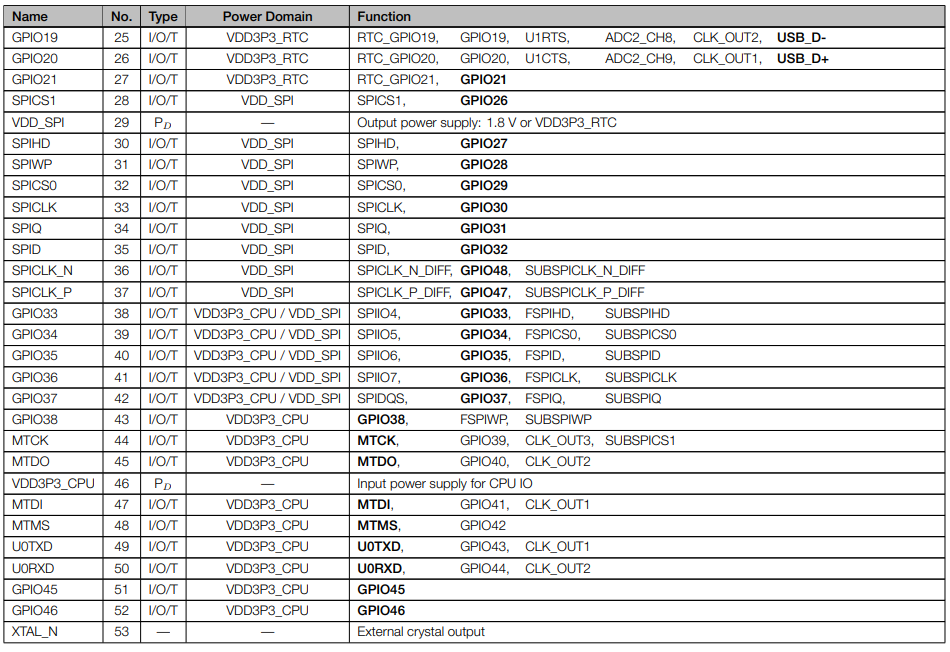 Name No. Type Power Domain Function
GPIO19 25 I/O/T VDD3P3_RTC RTC_GPIO19, GPIO19, U1RTS, ADC2_CH8, CLK_OUT2, USB_D-
GPIO20 26 I/O/T VDD3P3_RTC RTC_GPIO20, GPIO20, U1CTS, ADC2_CH9, CLK_OUT1, USB_D+
GPIO21 27 I/O/T VDD3P3_RTC RTC_GPIO21, GPIO21
SPICS1 28 I/O/T VDD_SPI SPICS1, GPIO26
VDD_SPI 29 PD — Output power supply: 1.8 V or VDD3P3_RTC
SPIHD 30 I/O/T VDD_SPI SPIHD, GPIO27
SPIWP 31 I/O/T VDD_SPI SPIWP, GPIO28
SPICS0 32 I/O/T VDD_SPI SPICS0, GPIO29
SPICLK 33 I/O/T VDD_SPI SPICLK, GPIO30
SPIQ 34 I/O/T VDD_SPI SPIQ, GPIO31
SPID 35 I/O/T VDD_SPI SPID, GPIO32
SPICLK_N 36 I/O/T VDD_SPI SPICLK_N_DIFF, GPIO48, SUBSPICLK_N_DIFF
SPICLK_P 37 I/O/T VDD_SPI SPICLK_P_DIFF, GPIO47, SUBSPICLK_P_DIFF
GPIO33 38 I/O/T VDD3P3_CPU / VDD_SPI SPIIO4, GPIO33, FSPIHD, SUBSPIHD
GPIO34 39 I/O/T VDD3P3_CPU / VDD_SPI SPIIO5, GPIO34, FSPICS0, SUBSPICS0
GPIO35 40 I/O/T VDD3P3_CPU / VDD_SPI SPIIO6, GPIO35, FSPID, SUBSPID
GPIO36 41 I/O/T VDD3P3_CPU / VDD_SPI SPIIO7, GPIO36, FSPICLK, SUBSPICLK
GPIO37 42 I/O/T VDD3P3_CPU / VDD_SPI SPIDQS, GPIO37, FSPIQ, SUBSPIQ
GPIO38 43 I/O/T VDD3P3_CPU GPIO38, FSPIWP, SUBSPIWP
MTCK 44 I/O/T VDD3P3_CPU MTCK, GPIO39, CLK_OUT3, SUBSPICS1
MTDO 45 I/O/T VDD3P3_CPU MTDO, GPIO40, CLK_OUT2
VDD3P3_CPU 46 PD — Input power supply for CPU IO
MTDI 47 I/O/T VDD3P3_CPU MTDI, GPIO41, CLK_OUT1
MTMS 48 I/O/T VDD3P3_CPU MTMS, GPIO42
U0TXD 49 I/O/T VDD3P3_CPU U0TXD, GPIO43, CLK_OUT1
U0RXD 50 I/O/T VDD3P3_CPU U0RXD, GPIO44, CLK_OUT2
GPIO45 51 I/O/T VDD3P3_CPU GPIO45
GPIO46 52 I/O/T VDD3P3_CPU GPIO46
XTAL_N 53 — — External crystal output